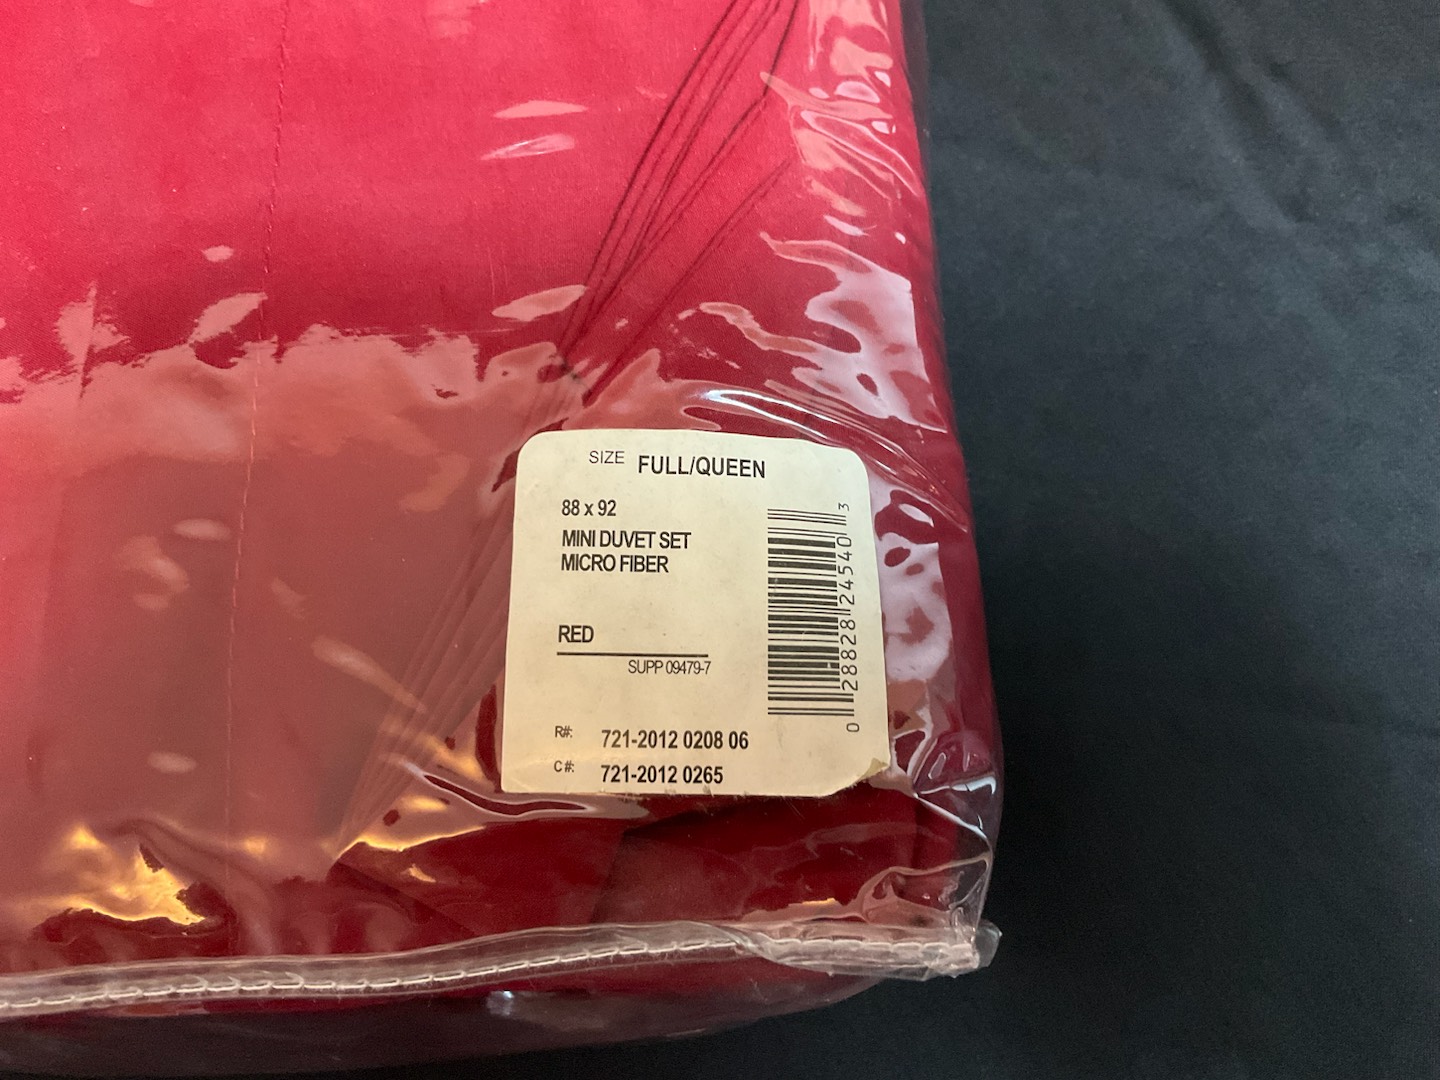 SIZE FULL/QUEEN
88 x 92
MINI DUVET SET
MICRO FIBER
RED
SUPP 09479-7
R#: 721-2012 0208 06
C#: 721-2012 0265
0 28828 24540 3